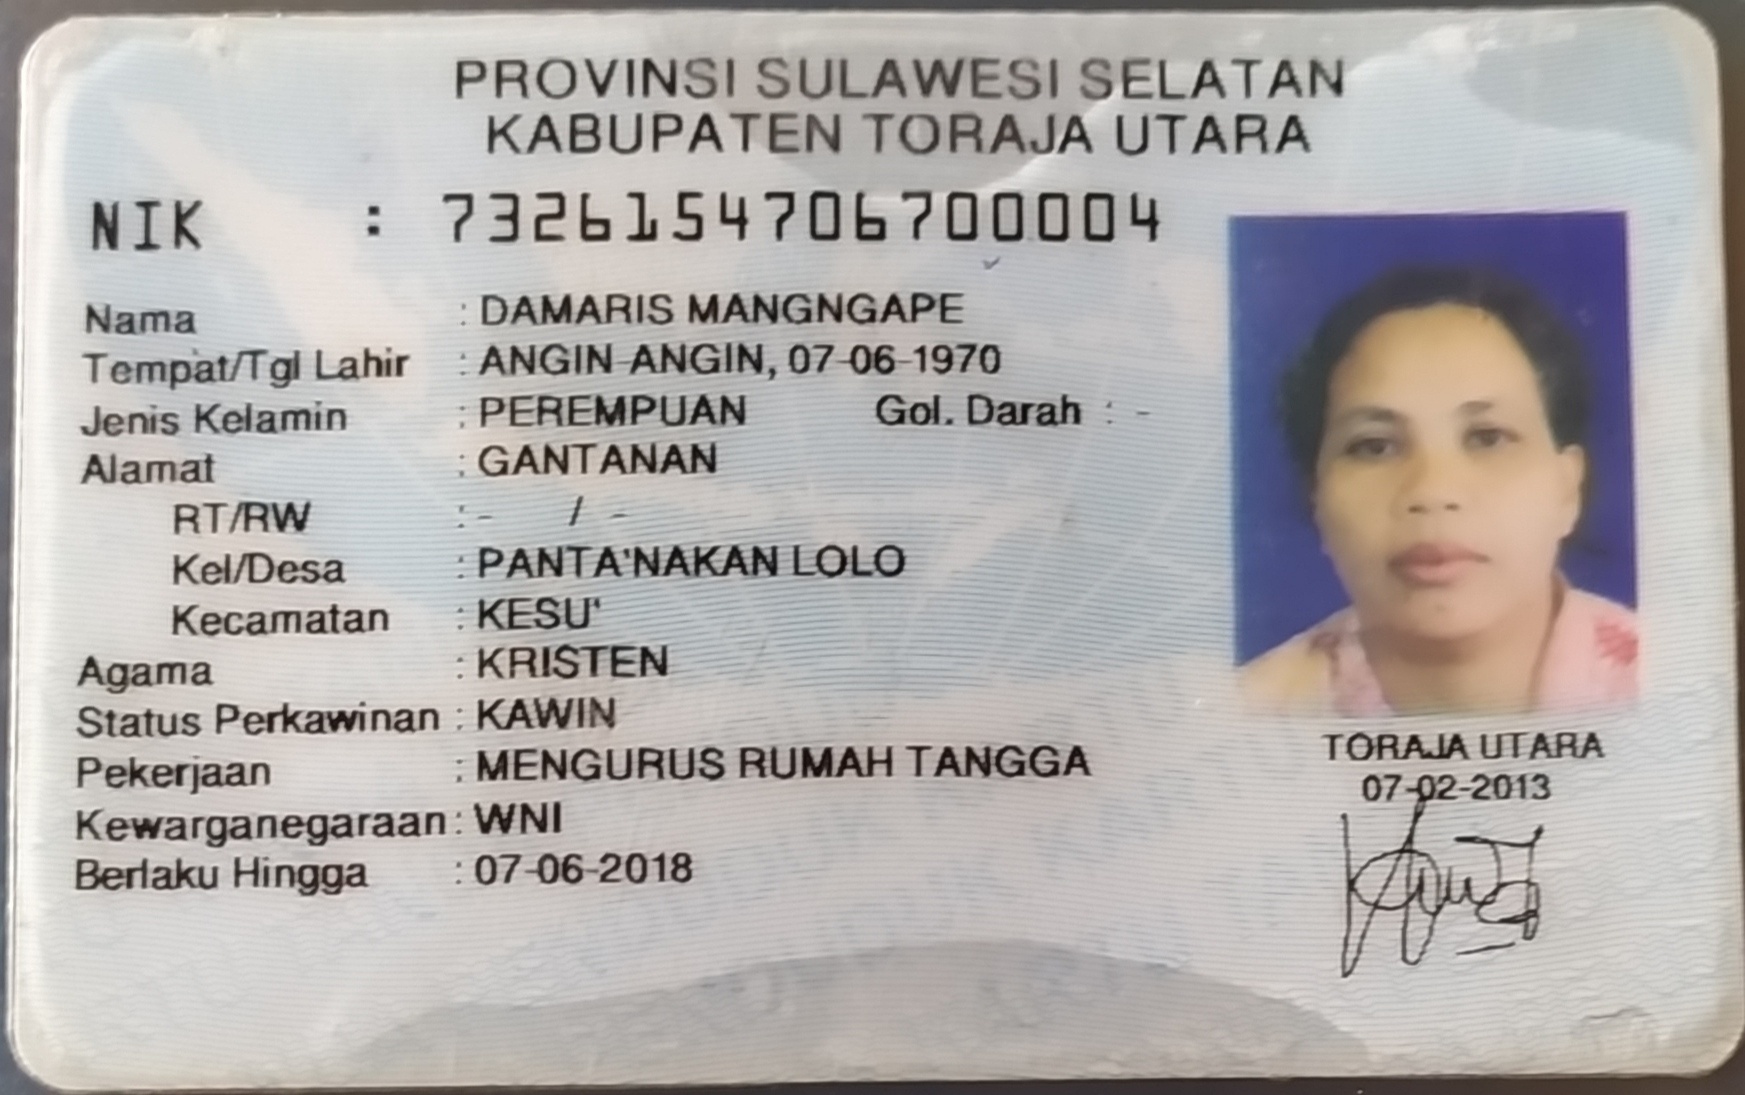 PROVINSI SULAWESI SELATAN
KABUPATEN TORAJA UTARA
NIK : 7326154706700004
Nama : DAMARIS MANGNGAPE
Tempat/Tgl Lahir : ANGIN-ANGIN, 07-06-1970
Jenis Kelamin : PEREMPUAN Gol. Darah : -
Alamat : GANTANAN
RT/RW : - / -
Kel/Desa : PANTA'NAKAN LOLO
Kecamatan : KESU'
Agama : KRISTEN
Status Perkawinan : KAWIN
Pekerjaan : MENGURUS RUMAH TANGGA
Kewarganegaraan : WNI
Berlaku Hingga : 07-06-2018
TORAJA UTARA
07-02-2013